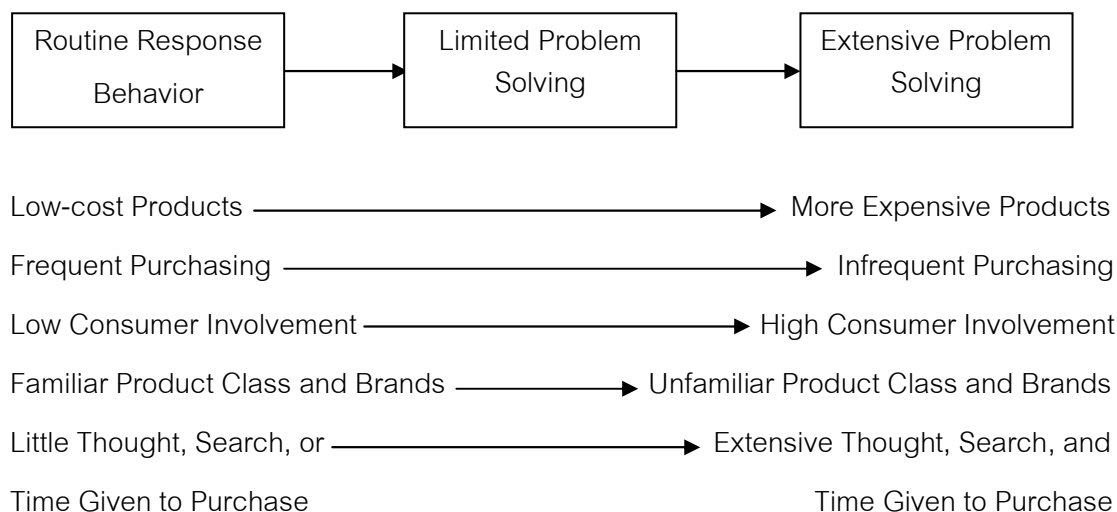 Routine Response
Behavior
Limited Problem
Solving
Extensive Problem
Solving
Low-cost Products
More Expensive Products
Frequent Purchasing
Infrequent Purchasing
Low Consumer Involvement
High Consumer Involvement
Familiar Product Class and Brands
Unfamiliar Product Class and Brands
Little Thought, Search, or
Extensive Thought, Search, and
Time Given to Purchase
Time Given to Purchase